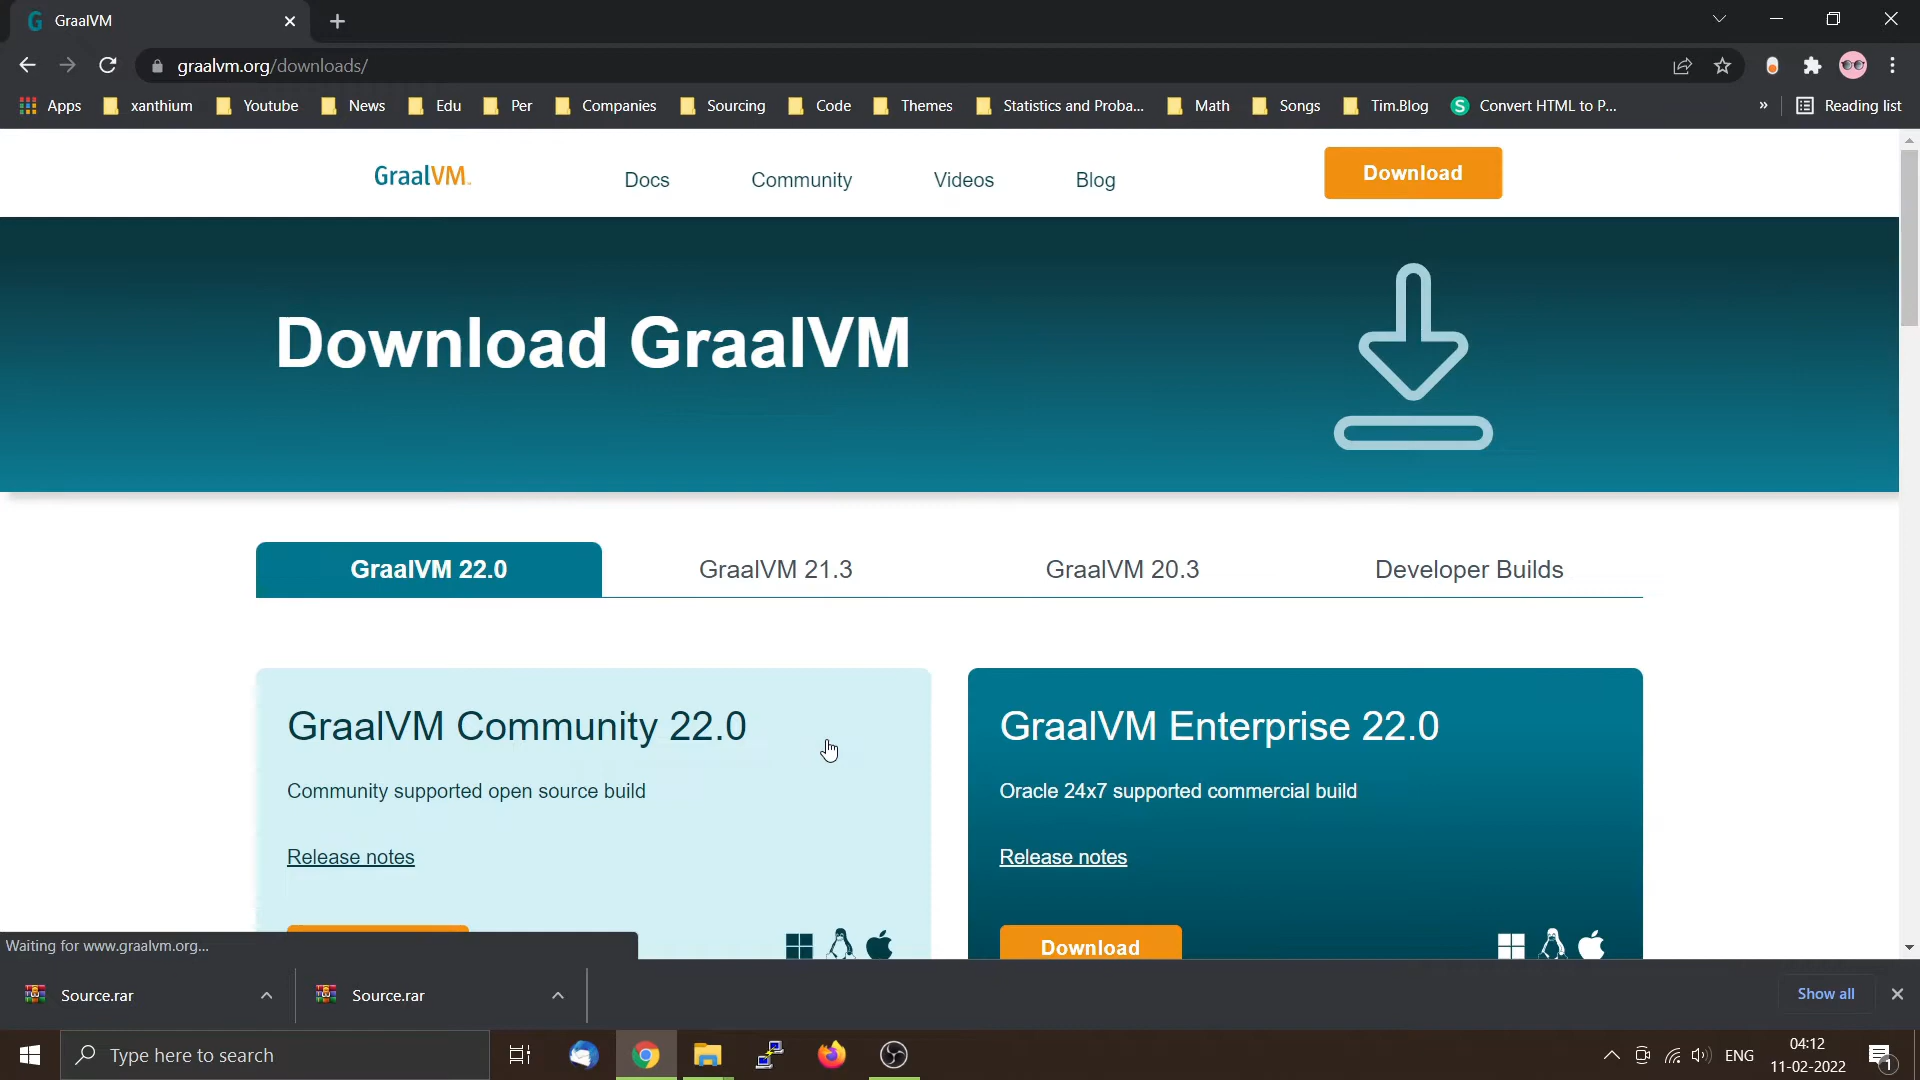 GraalVM
graalvm.org/downloads/
Apps xanthium Youtube News Edu Per Companies Sourcing Code Themes Statistics and Proba... Math Songs Tim.Blog Convert HTML to P... » Reading list
GraalVM Docs Community Videos Blog Download
Download GraalVM
GraalVM 22.0 GraalVM 21.3 GraalVM 20.3 Developer Builds
GraalVM Community 22.0
Community supported open source build
Release notes
GraalVM Enterprise 22.0
Oracle 24x7 supported commercial build
Release notes
Download
Waiting for www.graalvm.org...
Source.rar Source.rar Show all
Type here to search
ENG
04:12
11-02-2022
1